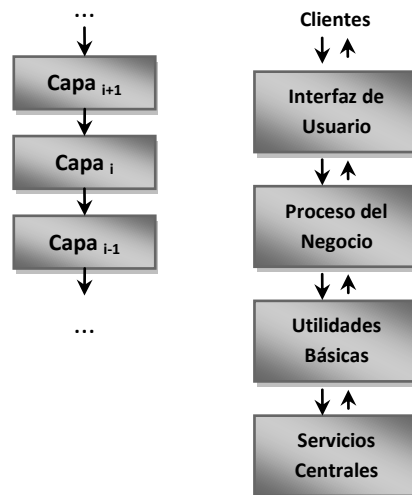 ...
Capa i+1
Capa i
Capa i-1
...
Clientes
Interfaz de
Usuario
Proceso del
Negocio
Utilidades
Básicas
Servicios
Centrales